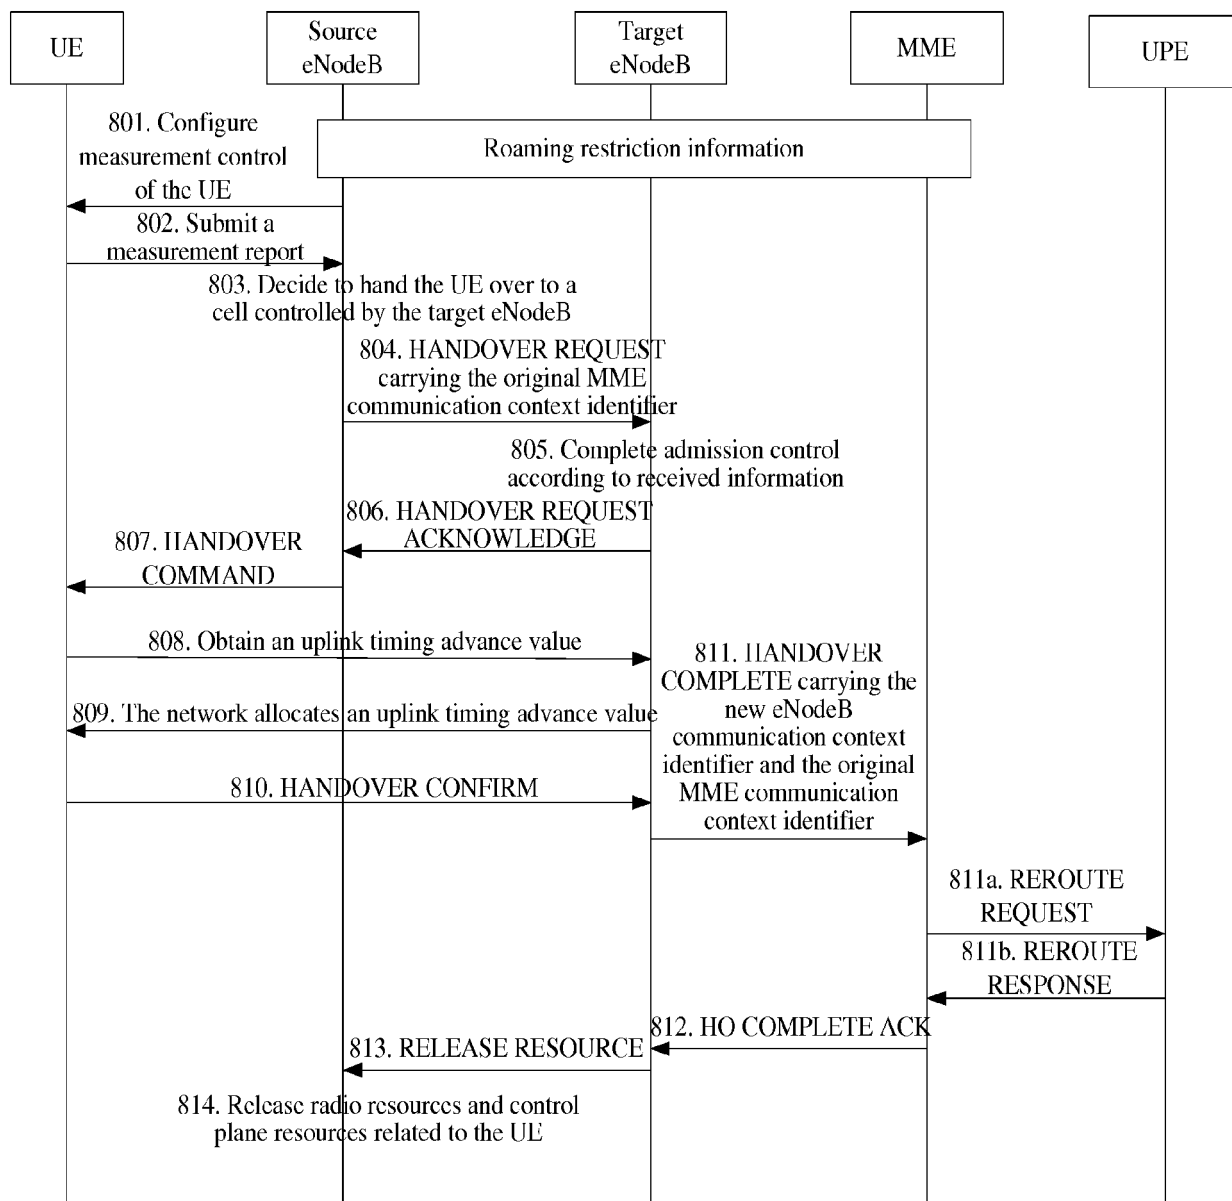 UE
Source
eNodeB
Target
eNodeB
MME
UPE
801. Configure
measurement control
of the UE
Roaming restriction information
802. Submit a
measurement report
803. Decide to hand the UE over to a
cell controlled by the target eNodeB
804. HANDOVER REQUEST
carrying the original MME
communication context identifier
805. Complete admission control
according to received information
806. HANDOVER REQUEST
ACKNOWLEDGE
807. HANDOVER
COMMAND
808. Obtain an uplink timing advance value
809. The network allocates an uplink timing advance value
810. HANDOVER CONFIRM
811. HANDOVER
COMPLETE carrying the
new eNodeB
communication context
identifier and the original
MME communication
context identifier
811a. REROUTE
REQUEST
811b. REROUTE
RESPONSE
812. HO COMPLETE ACK
813. RELEASE RESOURCE
814. Release radio resources and control
plane resources related to the UE